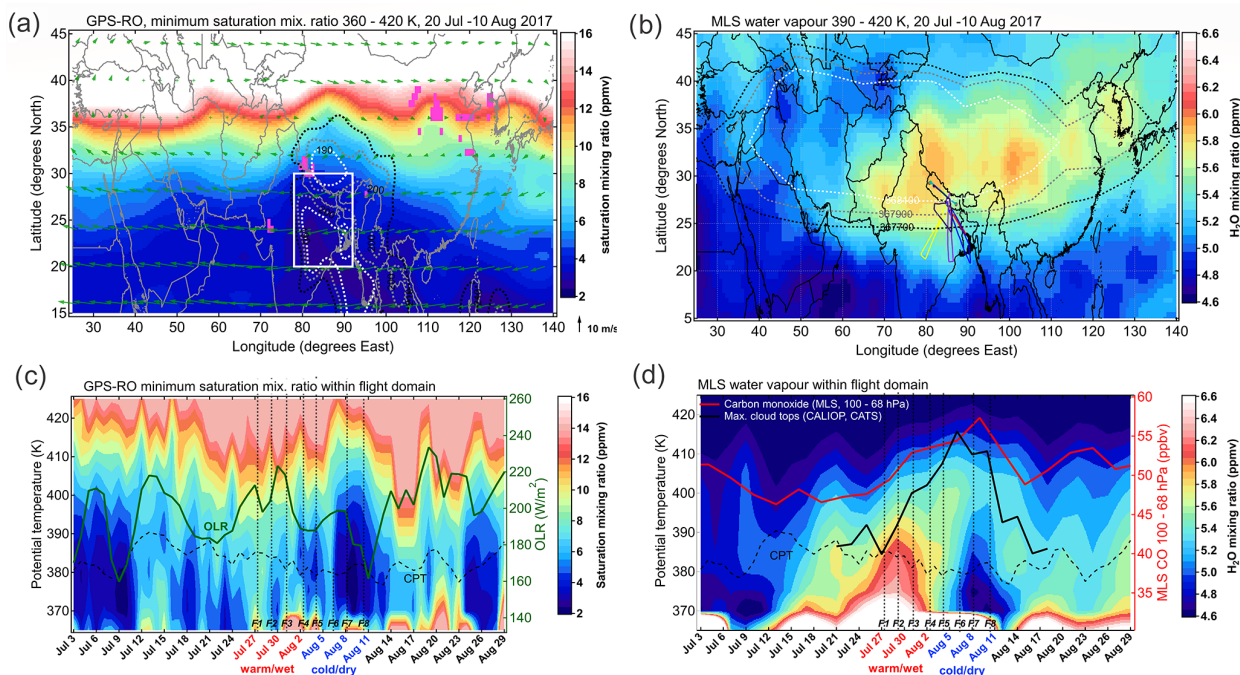 (a)
GPS-RO, minimum saturation mix. ratio 360 - 420 K, 20 Jul -10 Aug 2017
45
40
35
30
25
20
15
Latitude (degrees North)
190
200
30
40
50
60
70
80
90
100
110
120
130
140
Longitude (degrees East)
16
14
12
10
8
6
4
2
saturation mixing ratio (ppmv)
10 m/s
(b)
MLS water vapour 390 - 420 K, 20 Jul -10 Aug 2017
45
40
35
30
25
20
15
10
5
Latitude (degrees North)
367900
367700
30
40
50
60
70
80
90
100
110
120
130
140
Longitude (degrees East)
6.6
6.4
6.2
6.0
5.8
5.6
5.4
5.2
5.0
4.8
4.6
H2O mixing ratio (ppmv)
(c)
GPS-RO minimum saturation mix. ratio within flight domain
420
410
400
390
380
370
Potential temperature (K)
OLR
CPT
F1 F2 F3 F4 F5 F6 F7 F8
Jul 3
Jul 6
Jul 9
Jul 12
Jul 15
Jul 18
Jul 21
Jul 24
Jul 27
Jul 30
Aug 2
Aug 5
Aug 8
Aug 11
Aug 14
Aug 17
Aug 20
Aug 23
Aug 26
Aug 29
warm/wet
cold/dry
260
240
220
200
180
160
140
OLR (W/m2)
16
14
12
10
8
6
4
2
Saturation mixing ratio (ppmv)
(d)
MLS water vapour within flight domain
Carbon monoxide (MLS, 100 - 68 hPa)
Max. cloud tops (CALIOP, CATS)
420
410
400
390
380
370
Potential temperature (K)
CPT
F1 F2 F3 F4 F5 F6 F7 F8
Jul 3
Jul 6
Jul 9
Jul 12
Jul 15
Jul 18
Jul 21
Jul 24
Jul 27
Jul 30
Aug 2
Aug 5
Aug 8
Aug 11
Aug 14
Aug 17
Aug 20
Aug 23
Aug 26
Aug 29
warm/wet
cold/dry
60
55
50
45
40
35
MLS CO 100 - 68 hPa (ppbv)
6.6
6.4
6.2
6.0
5.8
5.6
5.4
5.2
5.0
4.8
4.6
H2O mixing ratio (ppmv)